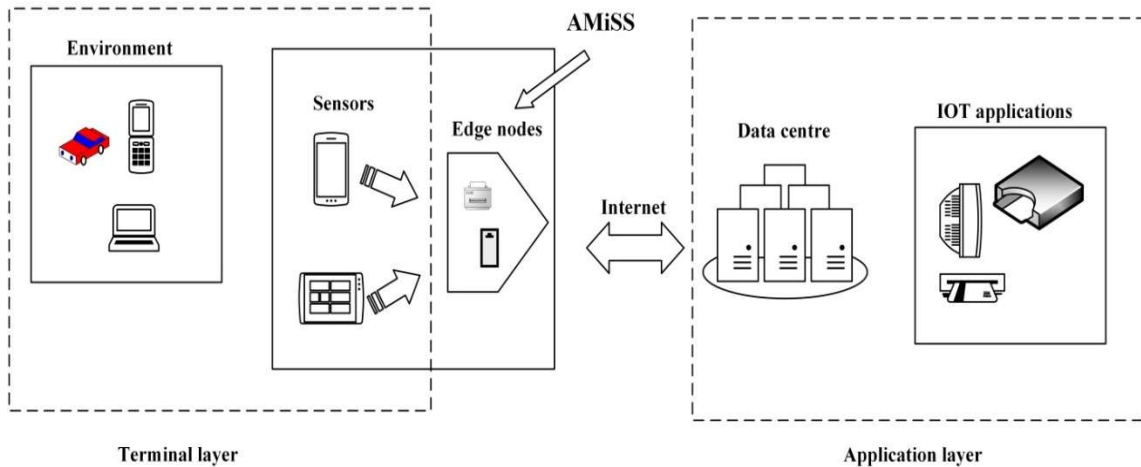 AMiSS
Environment
Sensors
Edge nodes
Data centre
IOT applications
Internet
Terminal layer
Application layer